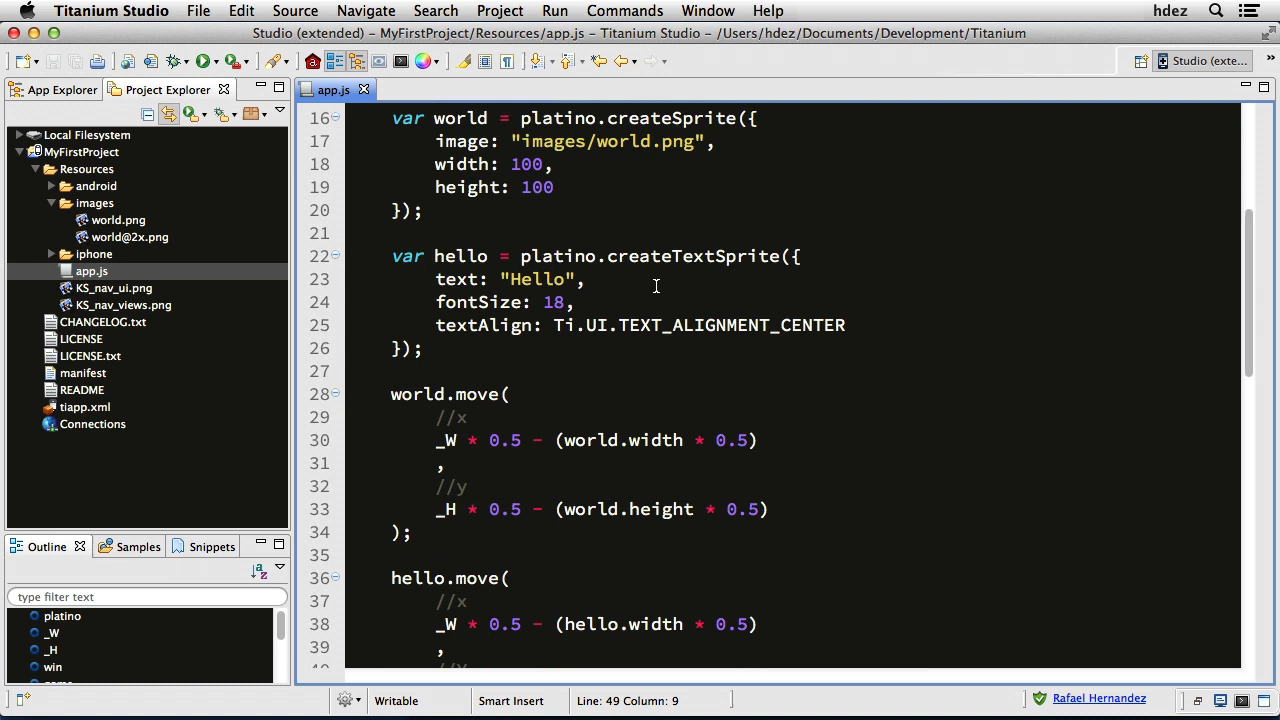 Titanium Studio File Edit Source Navigate Search Project Run Commands Window Help hdez
Studio (extended) – MyFirstProject/Resources/app.js – Titanium Studio – /Users/hdez/Documents/Development/Titanium
Studio (exte...
App Explorer Project Explorer
app.js
Local Filesystem
MyFirstProject
Resources
android
images
world.png
world@2x.png
iphone
app.js
KS_nav_ui.png
KS_nav_views.png
CHANGELOG.txt
LICENSE
LICENSE.txt
manifest
README
tiapp.xml
Connections
Outline Samples Snippets
type filter text
platino
_W
_H
win
16 var world = platino.createSprite({
17 image: "images/world.png",
18 width: 100,
19 height: 100
20 });
21
22 var hello = platino.createTextSprite({
23 text: "Hello",
24 fontSize: 18,
25 textAlign: Ti.UI.TEXT_ALIGNMENT_CENTER
26 });
27
28 world.move(
29 //x
30 _W * 0.5 - (world.width * 0.5)
31 ,
32 //y
33 _H * 0.5 - (world.height * 0.5)
34 );
35
36 hello.move(
37 //x
38 _W * 0.5 - (hello.width * 0.5)
39 ,
Writable Smart Insert Line: 49 Column: 9 Rafael Hernandez